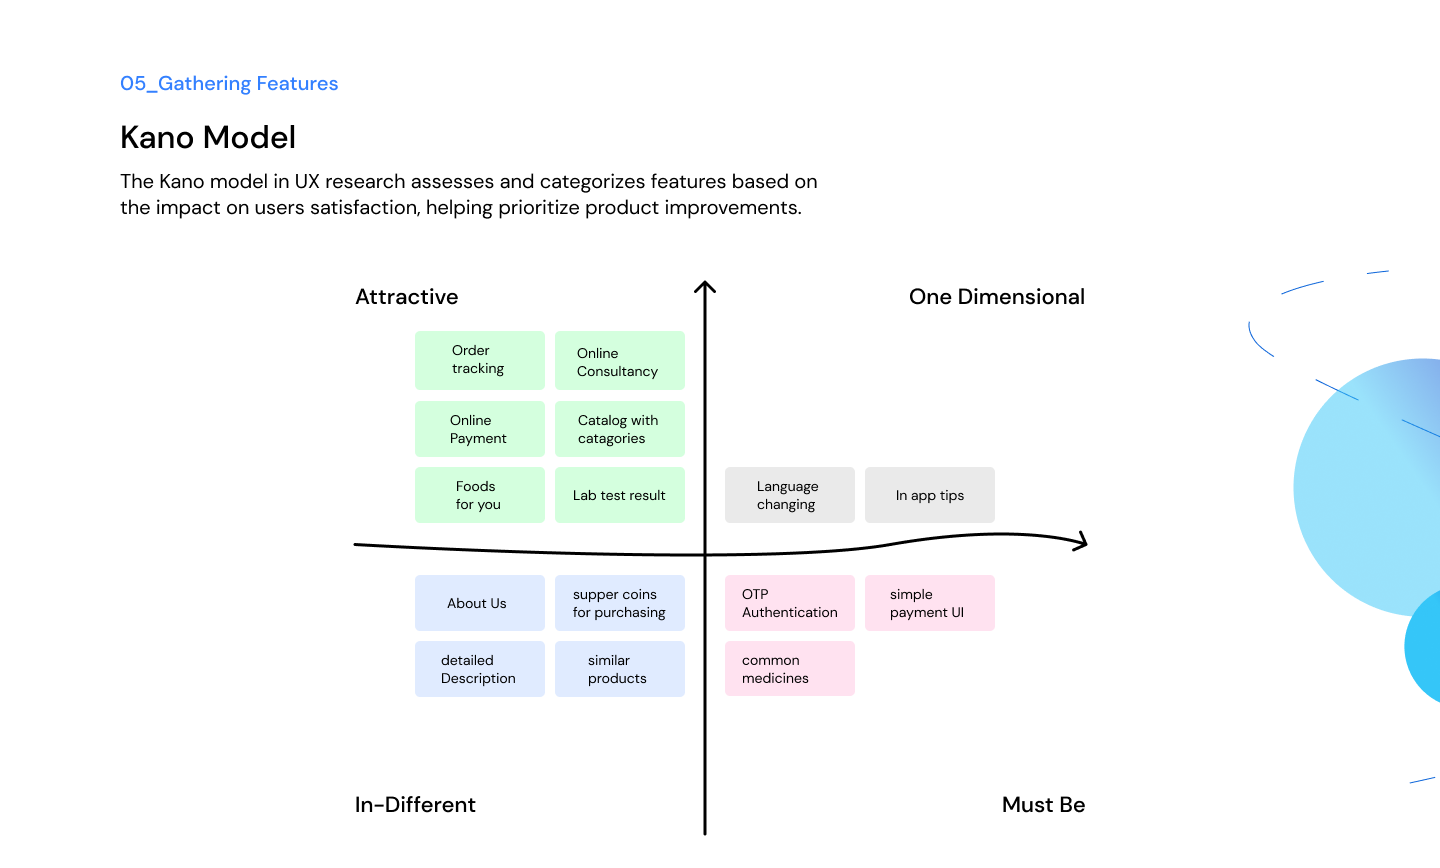 05_Gathering Features
Kano Model
The Kano model in UX research assesses and categorizes features based on
the impact on users satisfaction, helping prioritize product improvements.
Attractive
One Dimensional
Order
tracking
Online
Consultancy
Online
Payment
Catalog with
catagories
Foods
for you
Lab test result
Language
changing
In app tips
About Us
supper coins
for purchasing
OTP
Authentication
simple
payment UI
detailed
Description
similar
products
common
medicines
In-Different
Must Be